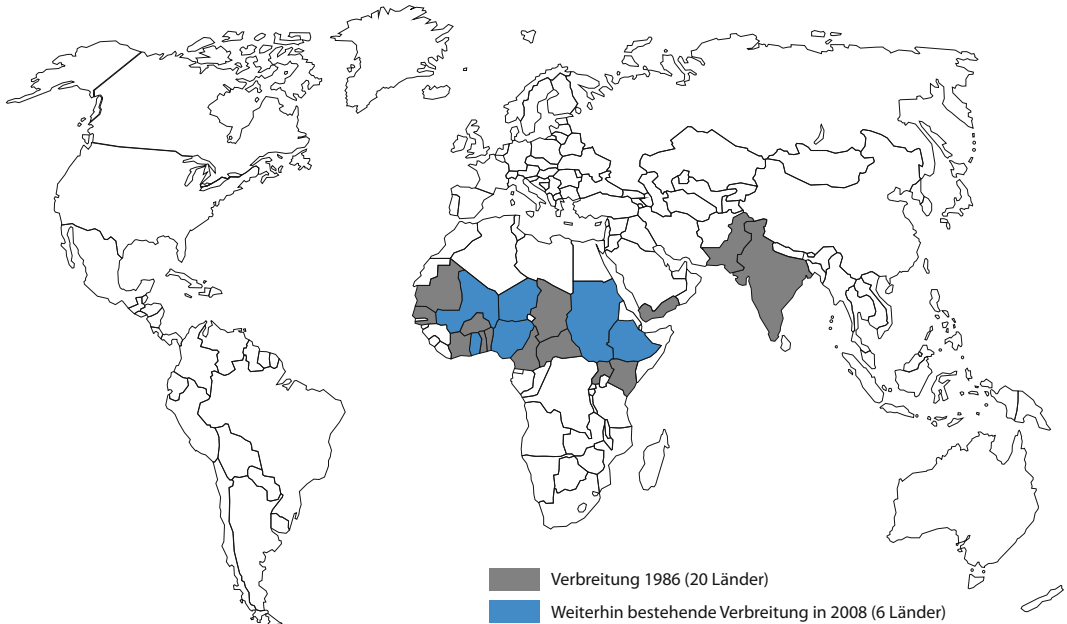 Verbreitung 1986 (20 Länder)
Weiterhin bestehende Verbreitung in 2008 (6 Länder)